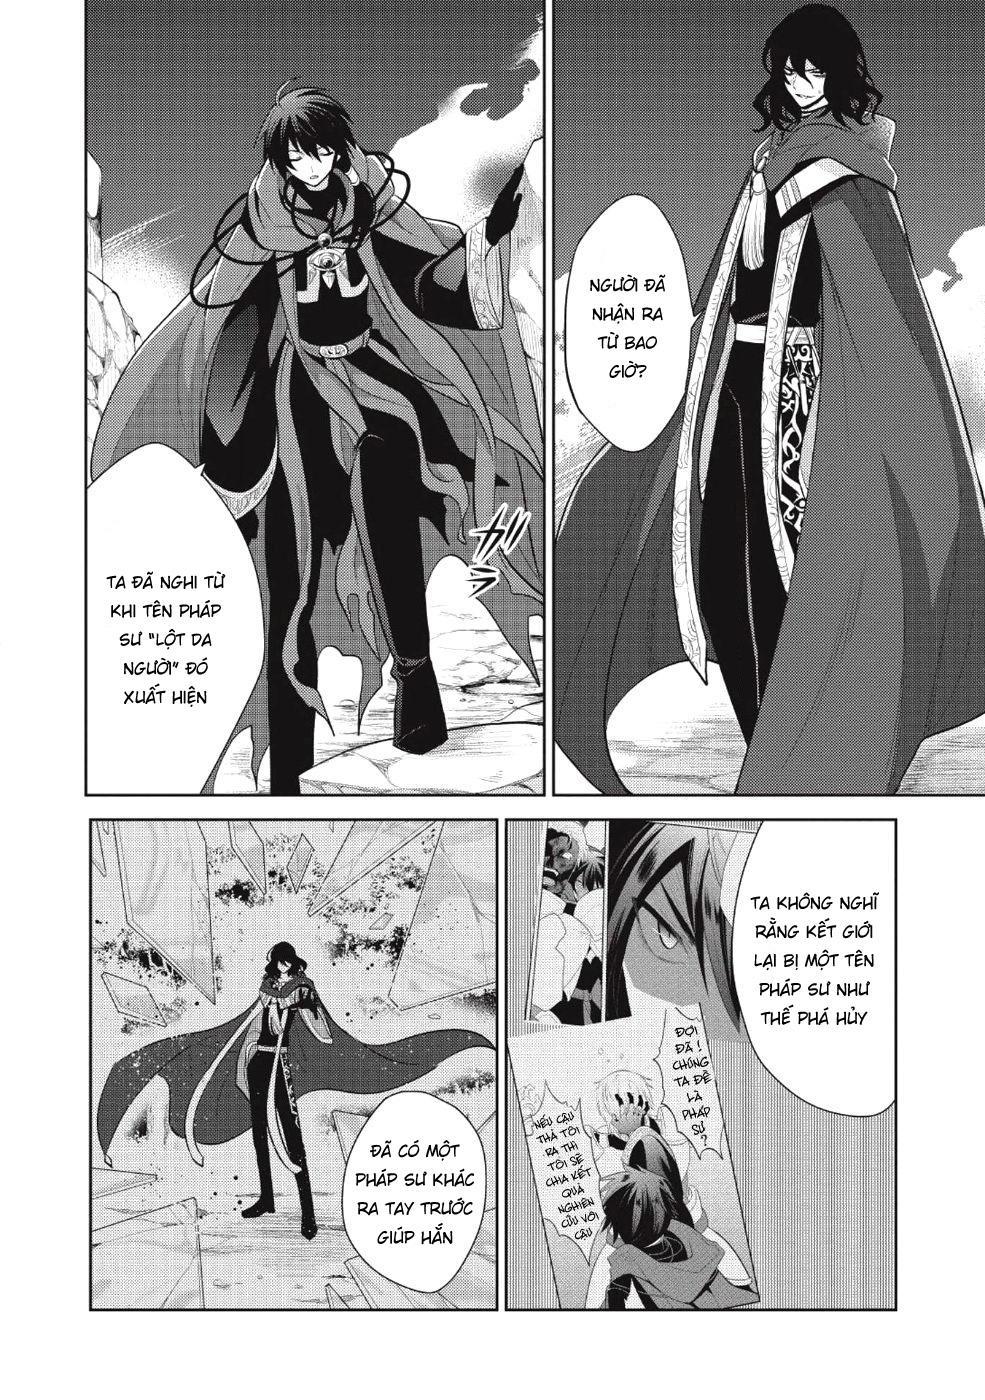 NGƯỜI ĐÃ
NHẬN RA
TỪ BAO
GIỜ?
ガ
ッ
TA ĐÃ NGHI TỪ
KHI TÊN PHÁP
SƯ "LỘT DA
NGƯỜI" ĐÓ
XUẤT HIỆN
TA KHÔNG NGHĨ
RẰNG KẾT GIỚI
LẠI BỊ MỘT TÊN
PHÁP SƯ NHƯ
THẾ PHÁ HỦY
ĐỢI
ĐÃ!
CHÚNG
TA ĐỀ
LÀ
PHÁP
SƯ?
NẾU CẬU
THẢ TÔI
RA THÌ
TÔI SẼ
CHIA KẾT
QUẢ
NGHIÊN
CỨU VỚI
CẬU
ĐÃ CÓ MỘT
PHÁP SƯ KHÁC
RA TAY TRƯỚC
GIÚP HẮN